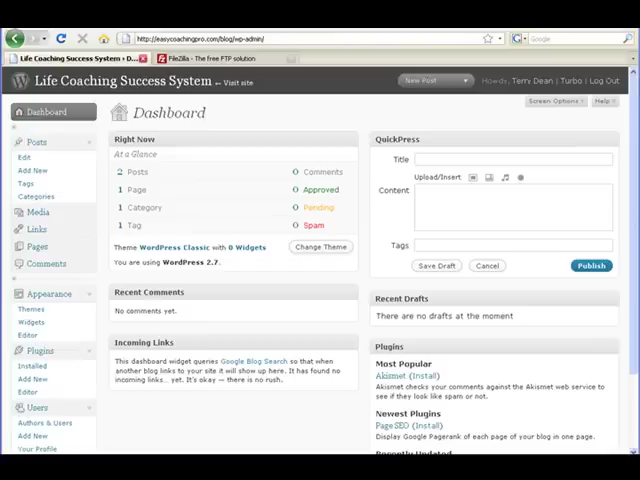 http://easycoachingpro.com/blog/wp-admin/
Google
Life Coaching Success System › D...
FileZilla - The free FTP solution
Life Coaching Success System ← Visit site
New Post
Howdy, Terry Dean | Turbo | Log Out
Screen Options
Help
Dashboard
Dashboard
Posts
Edit
Add New
Tags
Categories
Media
Links
Pages
Comments
Appearance
Themes
Widgets
Editor
Plugins
Installed
Add New
Editor
Users
Authors & Users
Add New
Your Profile
Right Now
At a Glance
2 Posts 0 Comments
1 Page 0 Approved
1 Category 0 Pending
1 Tag 0 Spam
Theme WordPress Classic with 0 Widgets
Change Theme
You are using WordPress 2.7.
Recent Comments
No comments yet.
Incoming Links
This dashboard widget queries Google Blog Search so that when
another blog links to your site it will show up here. It has found no
incoming links... yet. It's okay — there is no rush.
QuickPress
Title
Upload/Insert
Content
Tags
Save Draft
Cancel
Publish
Recent Drafts
There are no drafts at the moment
Plugins
Most Popular
Akismet (Install)
Akismet checks your comments against the Akismet web service to
see if they look like spam or not.
Newest Plugins
PageSEO (Install)
Display Google Pagerank of each page of your blog in one page.
Recently Updated